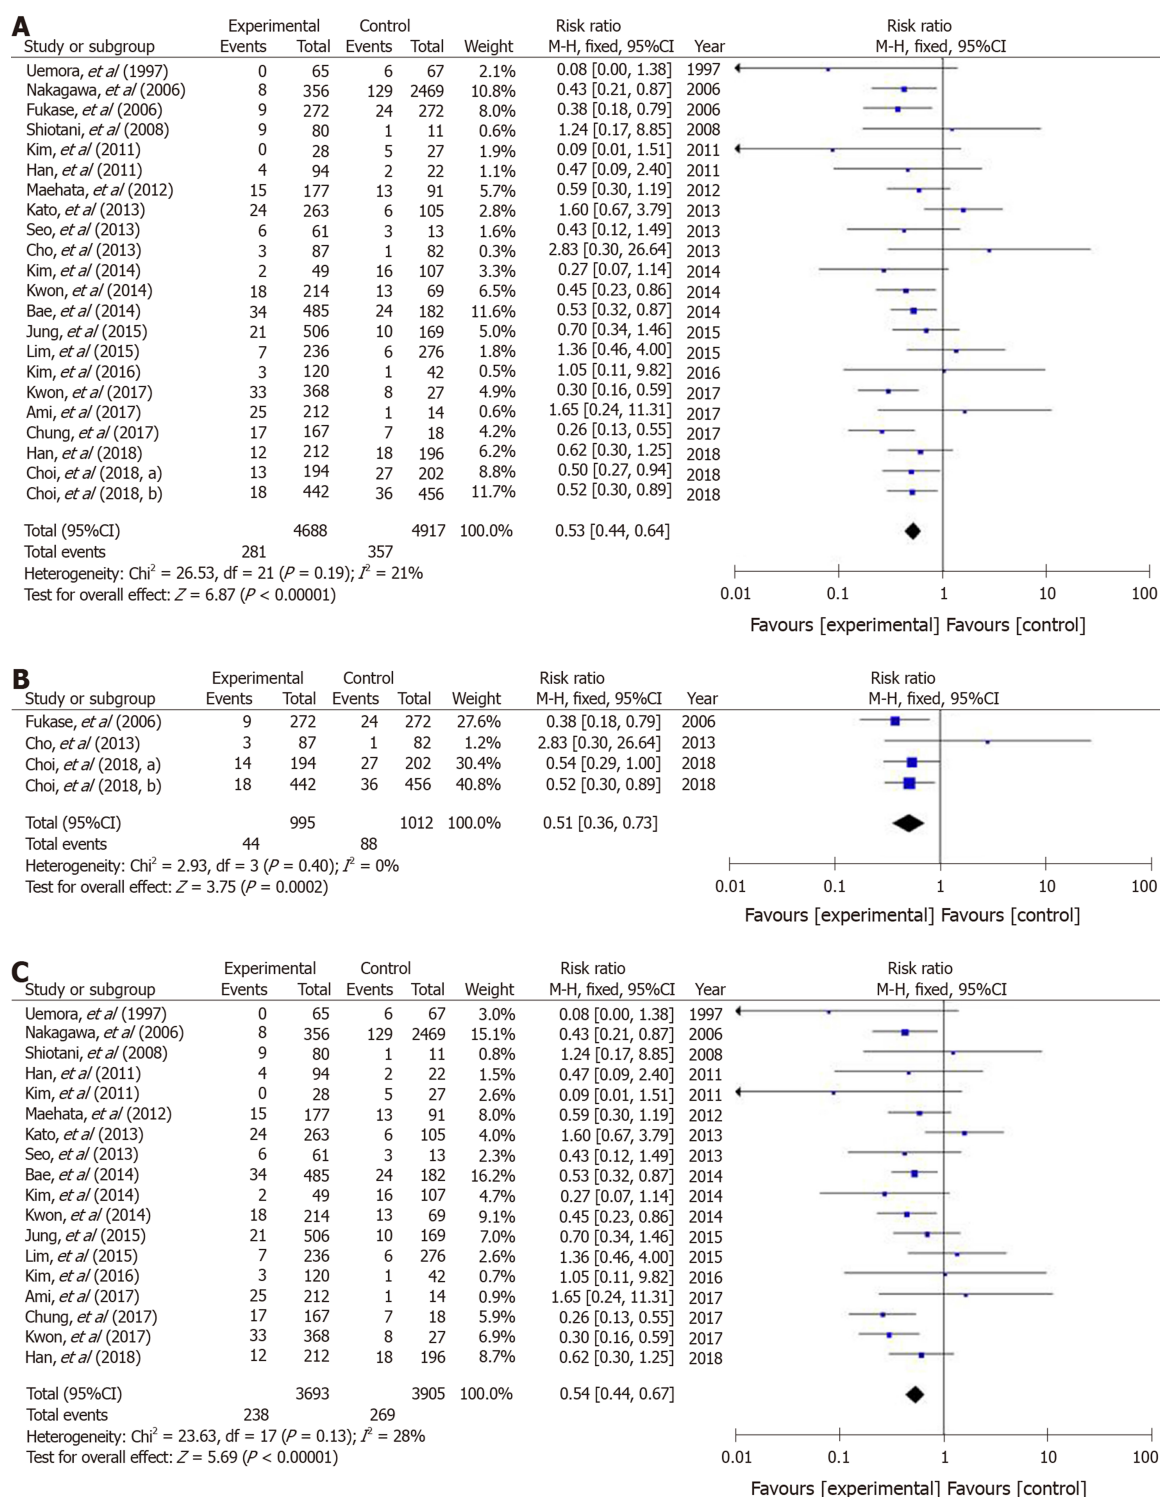 A
Experimental Control Risk ratio Risk ratio
Study or subgroup Events Total Events Total Weight M-H, fixed, 95%CI Year M-H, fixed, 95%CI
Uemora, et al (1997) 0 65 6 67 2.1% 0.08 [0.00, 1.38] 1997
Nakagawa, et al (2006) 8 356 129 2469 10.8% 0.43 [0.21, 0.87] 2006
Fukase, et al (2006) 9 272 24 272 8.0% 0.38 [0.18, 0.79] 2006
Shiotani, et al (2008) 9 80 1 11 0.6% 1.24 [0.17, 8.85] 2008
Kim, et al (2011) 0 28 5 27 1.9% 0.09 [0.01, 1.51] 2011
Han, et al (2011) 4 94 2 22 1.1% 0.47 [0.09, 2.40] 2011
Maehata, et al (2012) 15 177 13 91 5.7% 0.59 [0.30, 1.19] 2012
Kato, et al (2013) 24 263 6 105 2.8% 1.60 [0.67, 3.79] 2013
Seo, et al (2013) 6 61 3 13 1.6% 0.43 [0.12, 1.49] 2013
Cho, et al (2013) 3 87 1 82 0.3% 2.83 [0.30, 26.64] 2013
Kim, et al (2014) 2 49 16 107 3.3% 0.27 [0.07, 1.14] 2014
Kwon, et al (2014) 18 214 13 69 6.5% 0.45 [0.23, 0.86] 2014
Bae, et al (2014) 34 485 24 182 11.6% 0.53 [0.32, 0.87] 2014
Jung, et al (2015) 21 506 10 169 5.0% 0.70 [0.34, 1.46] 2015
Lim, et al (2015) 7 236 6 276 1.8% 1.36 [0.46, 4.00] 2015
Kim, et al (2016) 3 120 1 42 0.5% 1.05 [0.11, 9.82] 2016
Kwon, et al (2017) 33 368 8 27 4.9% 0.30 [0.16, 0.59] 2017
Ami, et al (2017) 25 212 1 14 0.6% 1.65 [0.24, 11.31] 2017
Chung, et al (2017) 17 167 7 18 4.2% 0.26 [0.13, 0.55] 2017
Han, et al (2018) 12 212 18 196 6.2% 0.62 [0.30, 1.25] 2018
Choi, et al (2018, a) 13 194 27 202 8.8% 0.50 [0.27, 0.94] 2018
Choi, et al (2018, b) 18 442 36 456 11.7% 0.52 [0.30, 0.89] 2018
Total (95%CI) 4688 4917 100.0% 0.53 [0.44, 0.64]
Total events 281 357
Heterogeneity: Chi² = 26.53, df = 21 (P = 0.19); I² = 21%
Test for overall effect: Z = 6.87 (P < 0.00001)
0.01 0.1 1 10 100
Favours [experimental] Favours [control]
B
Experimental Control Risk ratio Risk ratio
Study or subgroup Events Total Events Total Weight M-H, fixed, 95%CI Year M-H, fixed, 95%CI
Fukase, et al (2006) 9 272 24 272 27.6% 0.38 [0.18, 0.79] 2006
Cho, et al (2013) 3 87 1 82 1.2% 2.83 [0.30, 26.64] 2013
Choi, et al (2018, a) 14 194 27 202 30.4% 0.54 [0.29, 1.00] 2018
Choi, et al (2018, b) 18 442 36 456 40.8% 0.52 [0.30, 0.89] 2018
Total (95%CI) 995 1012 100.0% 0.51 [0.36, 0.73]
Total events 44 88
Heterogeneity: Chi² = 2.93, df = 3 (P = 0.40); I² = 0%
Test for overall effect: Z = 3.75 (P = 0.0002)
0.01 0.1 1 10 100
Favours [experimental] Favours [control]
C
Experimental Control Risk ratio Risk ratio
Study or subgroup Events Total Events Total Weight M-H, fixed, 95%CI Year M-H, fixed, 95%CI
Uemora, et al (1997) 0 65 6 67 3.0% 0.08 [0.00, 1.38] 1997
Nakagawa, et al (2006) 8 356 129 2469 15.1% 0.43 [0.21, 0.87] 2006
Shiotani, et al (2008) 9 80 1 11 0.8% 1.24 [0.17, 8.85] 2008
Han, et al (2011) 4 94 2 22 1.5% 0.47 [0.09, 2.40] 2011
Kim, et al (2011) 0 28 5 27 2.6% 0.09 [0.01, 1.51] 2011
Maehata, et al (2012) 15 177 13 91 8.0% 0.59 [0.30, 1.19] 2012
Kato, et al (2013) 24 263 6 105 4.0% 1.60 [0.67, 3.79] 2013
Seo, et al (2013) 6 61 3 13 2.3% 0.43 [0.12, 1.49] 2013
Bae, et al (2014) 34 485 24 182 16.2% 0.53 [0.32, 0.87] 2014
Kim, et al (2014) 2 49 16 107 4.7% 0.27 [0.07, 1.14] 2014
Kwon, et al (2014) 18 214 13 69 9.1% 0.45 [0.23, 0.86] 2014
Jung, et al (2015) 21 506 10 169 7.0% 0.70 [0.34, 1.46] 2015
Lim, et al (2015) 7 236 6 276 2.6% 1.36 [0.46, 4.00] 2015
Kim, et al (2016) 3 120 1 42 0.7% 1.05 [0.11, 9.82] 2016
Ami, et al (2017) 25 212 1 14 0.9% 1.65 [0.24, 11.31] 2017
Chung, et al (2017) 17 167 7 18 5.9% 0.26 [0.13, 0.55] 2017
Kwon, et al (2017) 33 368 8 27 6.9% 0.30 [0.16, 0.59] 2017
Han, et al (2018) 12 212 18 196 8.7% 0.62 [0.30, 1.25] 2018
Total (95%CI) 3693 3905 100.0% 0.54 [0.44, 0.67]
Total events 238 269
Heterogeneity: Chi² = 23.63, df = 17 (P = 0.13); I² = 28%
Test for overall effect: Z = 5.69 (P < 0.00001)
0.01 0.1 1 10 100
Favours [experimental] Favours [control]